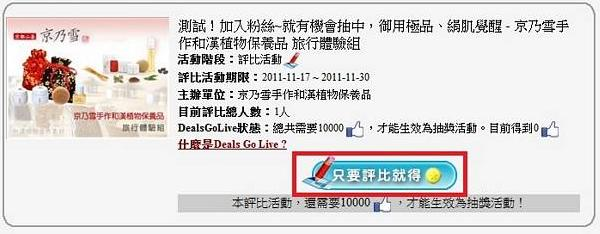 京乃雪
京乃雪手作和漢植物保養品
旅行體驗組
測試！加入粉絲~就有機會抽中，御用極品、絹肌覺醒 - 京乃雪手
作和漢植物保養品 旅行體驗組
活動階段：評比活動
評比活動期限：2011-11-17 ~ 2011-11-30
主辦單位：京乃雪手作和漢植物保養品
目前評比總人數：1人
DealsGoLive狀態：總共需要10000，才能生效為抽獎活動。目前得到0
什麼是Deals Go Live ?
只要評比就得
本評比活動，還需要10000，才能生效為抽獎活動！